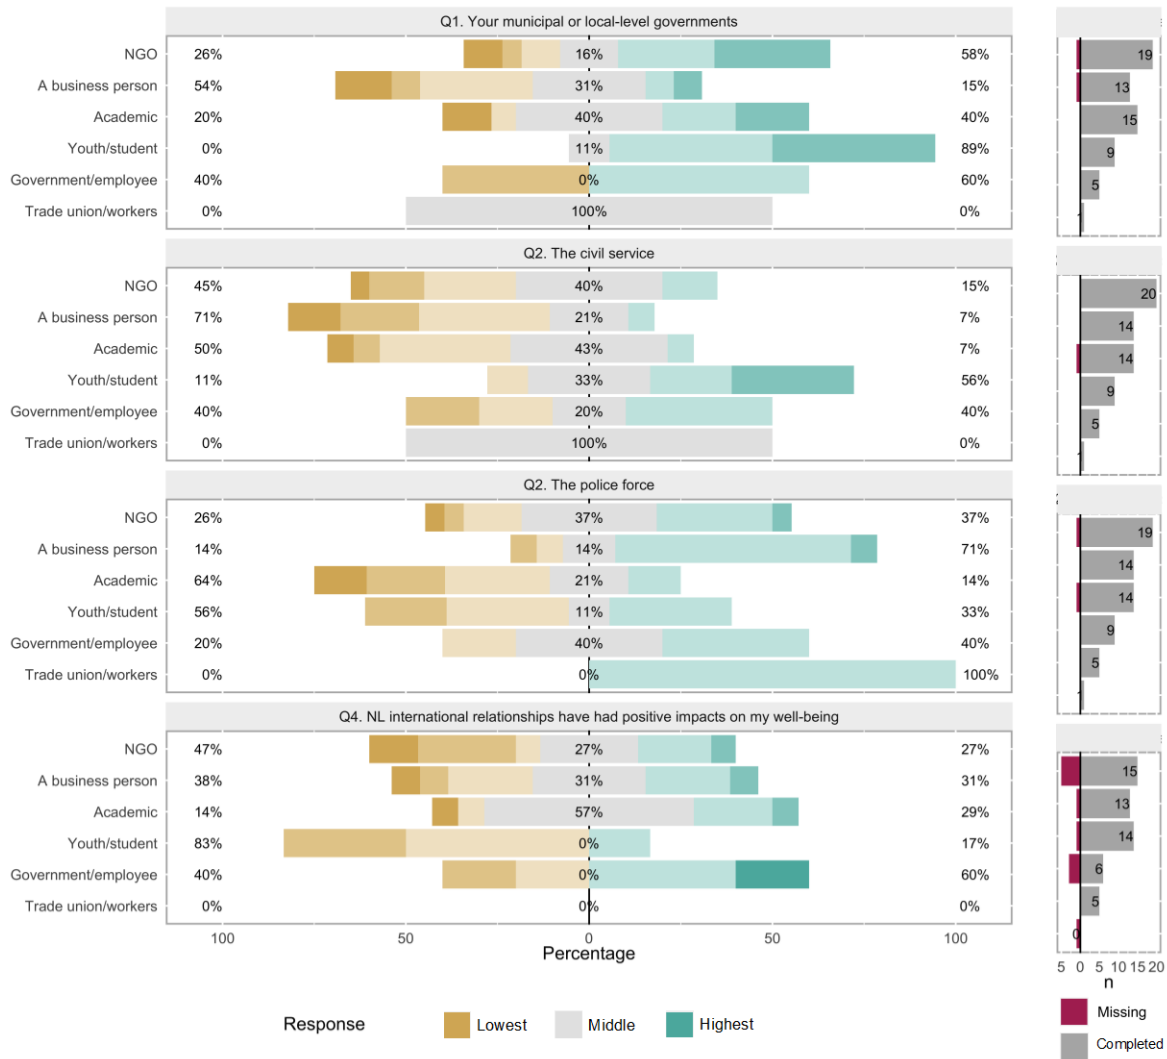 Q1. Your municipal or local-level governments
NGO 26% 16% 58% 19
A business person 54% 31% 15% 13
Academic 20% 40% 40% 15
Youth/student 0% 11% 89% 9
Government/employee 40% 0% 60% 5
Trade union/workers 0% 100% 0%
Q2. The civil service
NGO 45% 40% 15% 20
A business person 71% 21% 7% 14
Academic 50% 43% 7% 14
Youth/student 11% 33% 56% 9
Government/employee 40% 20% 40% 5
Trade union/workers 0% 100% 0%
Q2. The police force
NGO 26% 37% 37% 19
A business person 14% 14% 71% 14
Academic 64% 21% 14% 14
Youth/student 56% 11% 33% 9
Government/employee 20% 40% 40% 5
Trade union/workers 0% 0% 100%
Q4. NL international relationships have had positive impacts on my well-being
NGO 47% 27% 27% 15
A business person 38% 31% 31% 13
Academic 14% 57% 29% 14
Youth/student 83% 0% 17% 6
Government/employee 40% 0% 60% 5
Trade union/workers 0% 0% 0% 0
100 50 0 50 100 5 0 5 10 15 20
Percentage n
Response Lowest Middle Highest
Missing
Completed